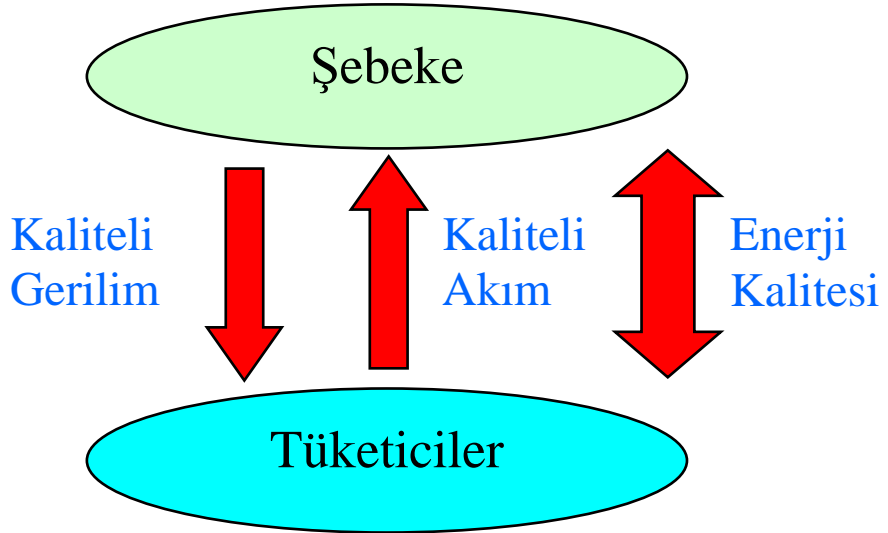 Şebeke
Kaliteli
Gerilim
Kaliteli
Akım
Enerji
Kalitesi
Tüketiciler